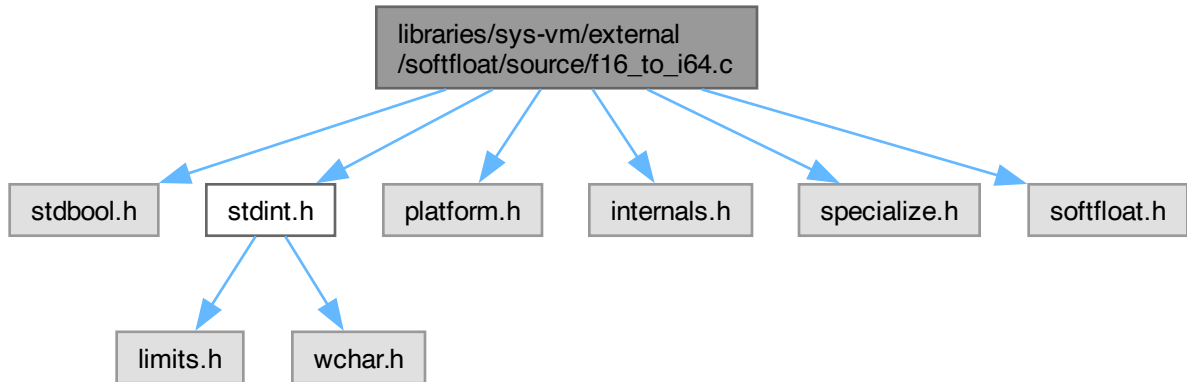 libraries/sys-vm/external
/softfloat/source/f16_to_i64.c
stdbool.h
stdint.h
platform.h
internals.h
specialize.h
softfloat.h
limits.h
wchar.h